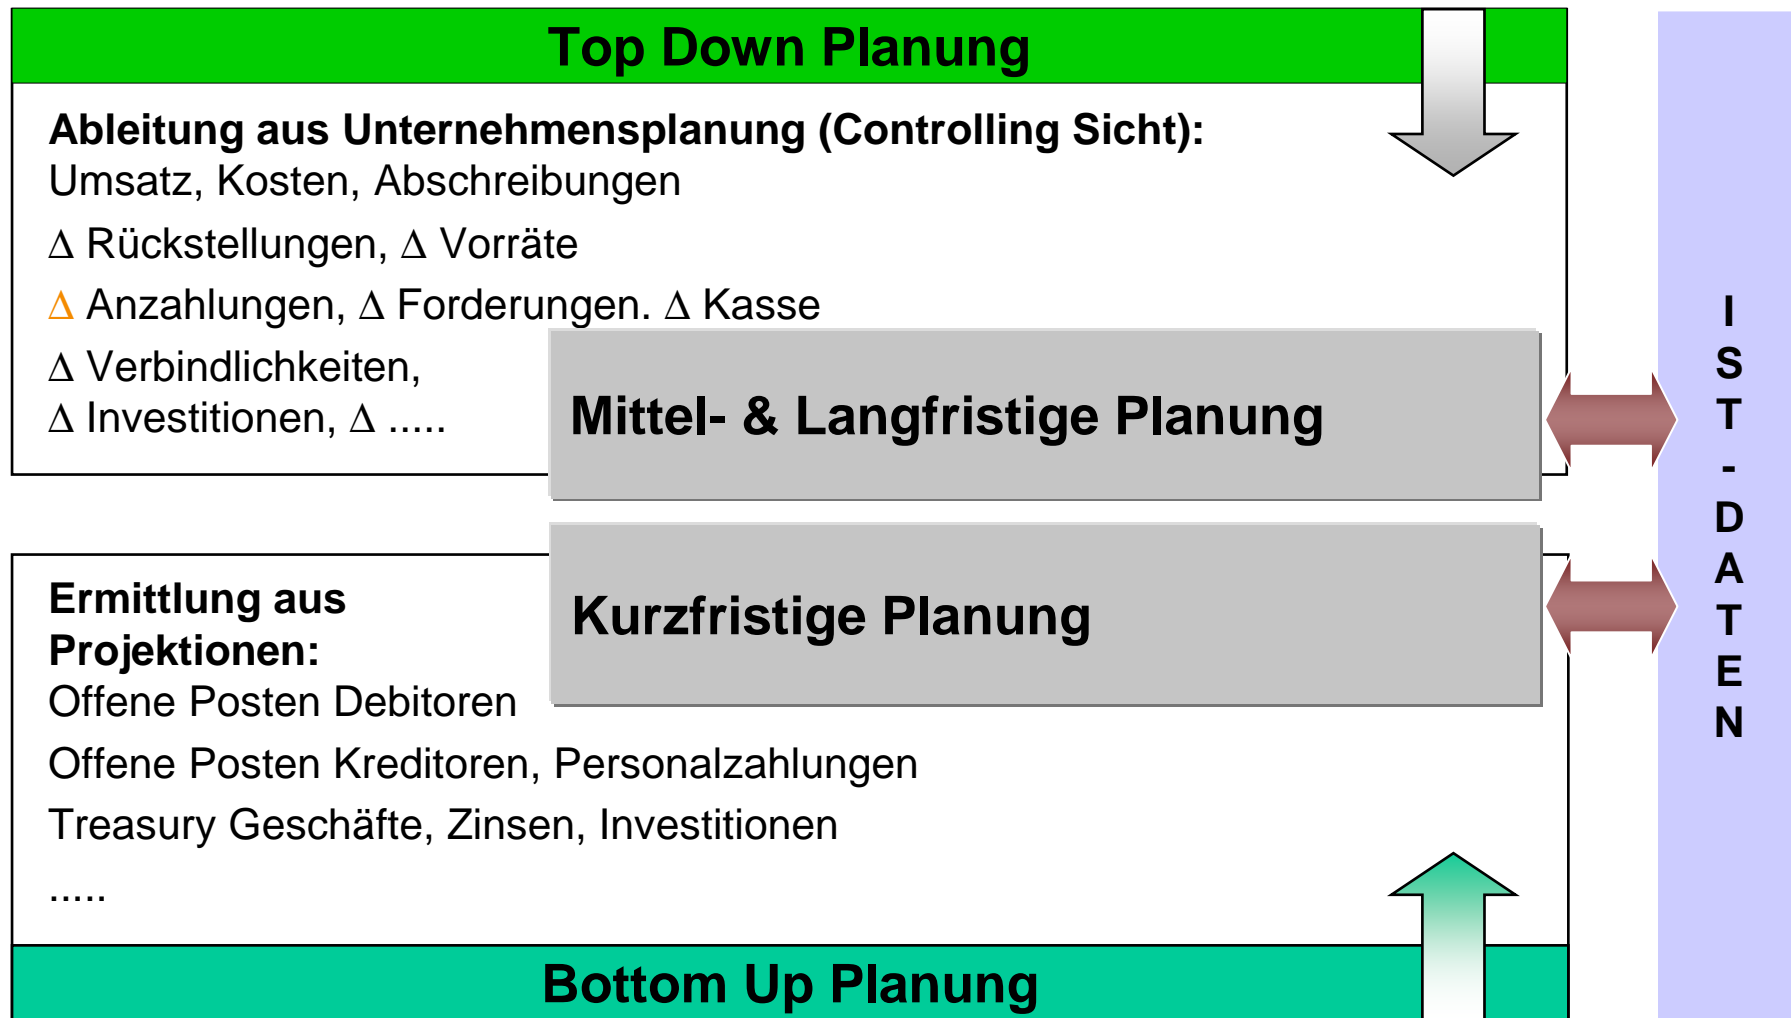 Top Down Planung
Ableitung aus Unternehmensplanung (Controlling Sicht):
Umsatz, Kosten, Abschreibungen
Δ Rückstellungen, Δ Vorräte
Δ Anzahlungen, Δ Forderungen. Δ Kasse
Δ Verbindlichkeiten,
Δ Investitionen, Δ .....
Mittel- & Langfristige Planung
Kurzfristige Planung
Ermittlung aus
Projektionen:
Offene Posten Debitoren
Offene Posten Kreditoren, Personalzahlungen
Treasury Geschäfte, Zinsen, Investitionen
.....
Bottom Up Planung
I
S
T
-
D
A
T
E
N